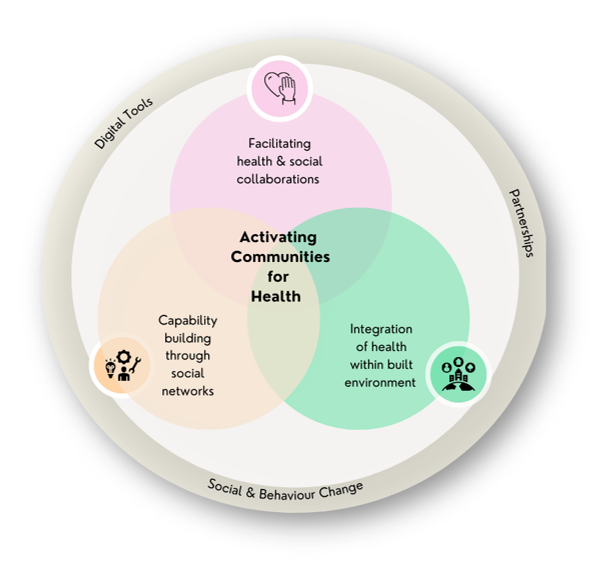 Digital Tools
Partnerships
Facilitating
health & social
collaborations
Activating
Communities
for
Health
Capability
building
through
social
networks
Integration
of health
within built
environment
Social & Behaviour Change